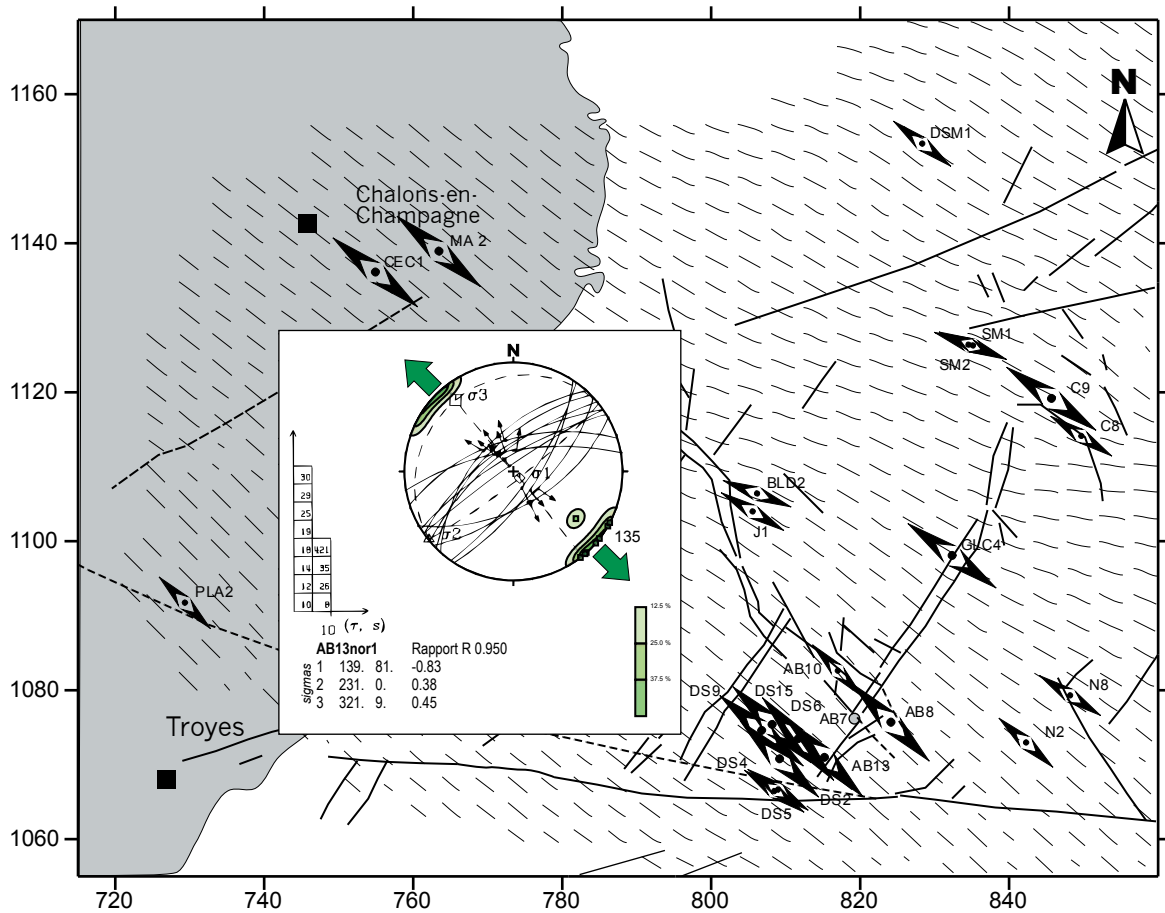 1160
1140
1120
1100
1080
1060
720
740
760
780
800
820
840
N
DSM1
Chalons-en-
Champagne
MA 2
CEC1
SM1
SM2
C9
C8
BLD2
J1
GLC4
PLA2
AB10
N8
DS9
DS15
DS6
AB7
AB8
N2
Troyes
DS4
AB13
DS2
DS5
N
σ3
σ1
σ2
135
30
29
25
19
18 421
14 35
12 26
10 8
10 (τ, s)
12.5 %
25.0 %
37.5 %
AB13nor1 Rapport R 0.950
sigmas
1 139. 81. -0.83
2 231. 0. 0.38
3 321. 9. 0.45